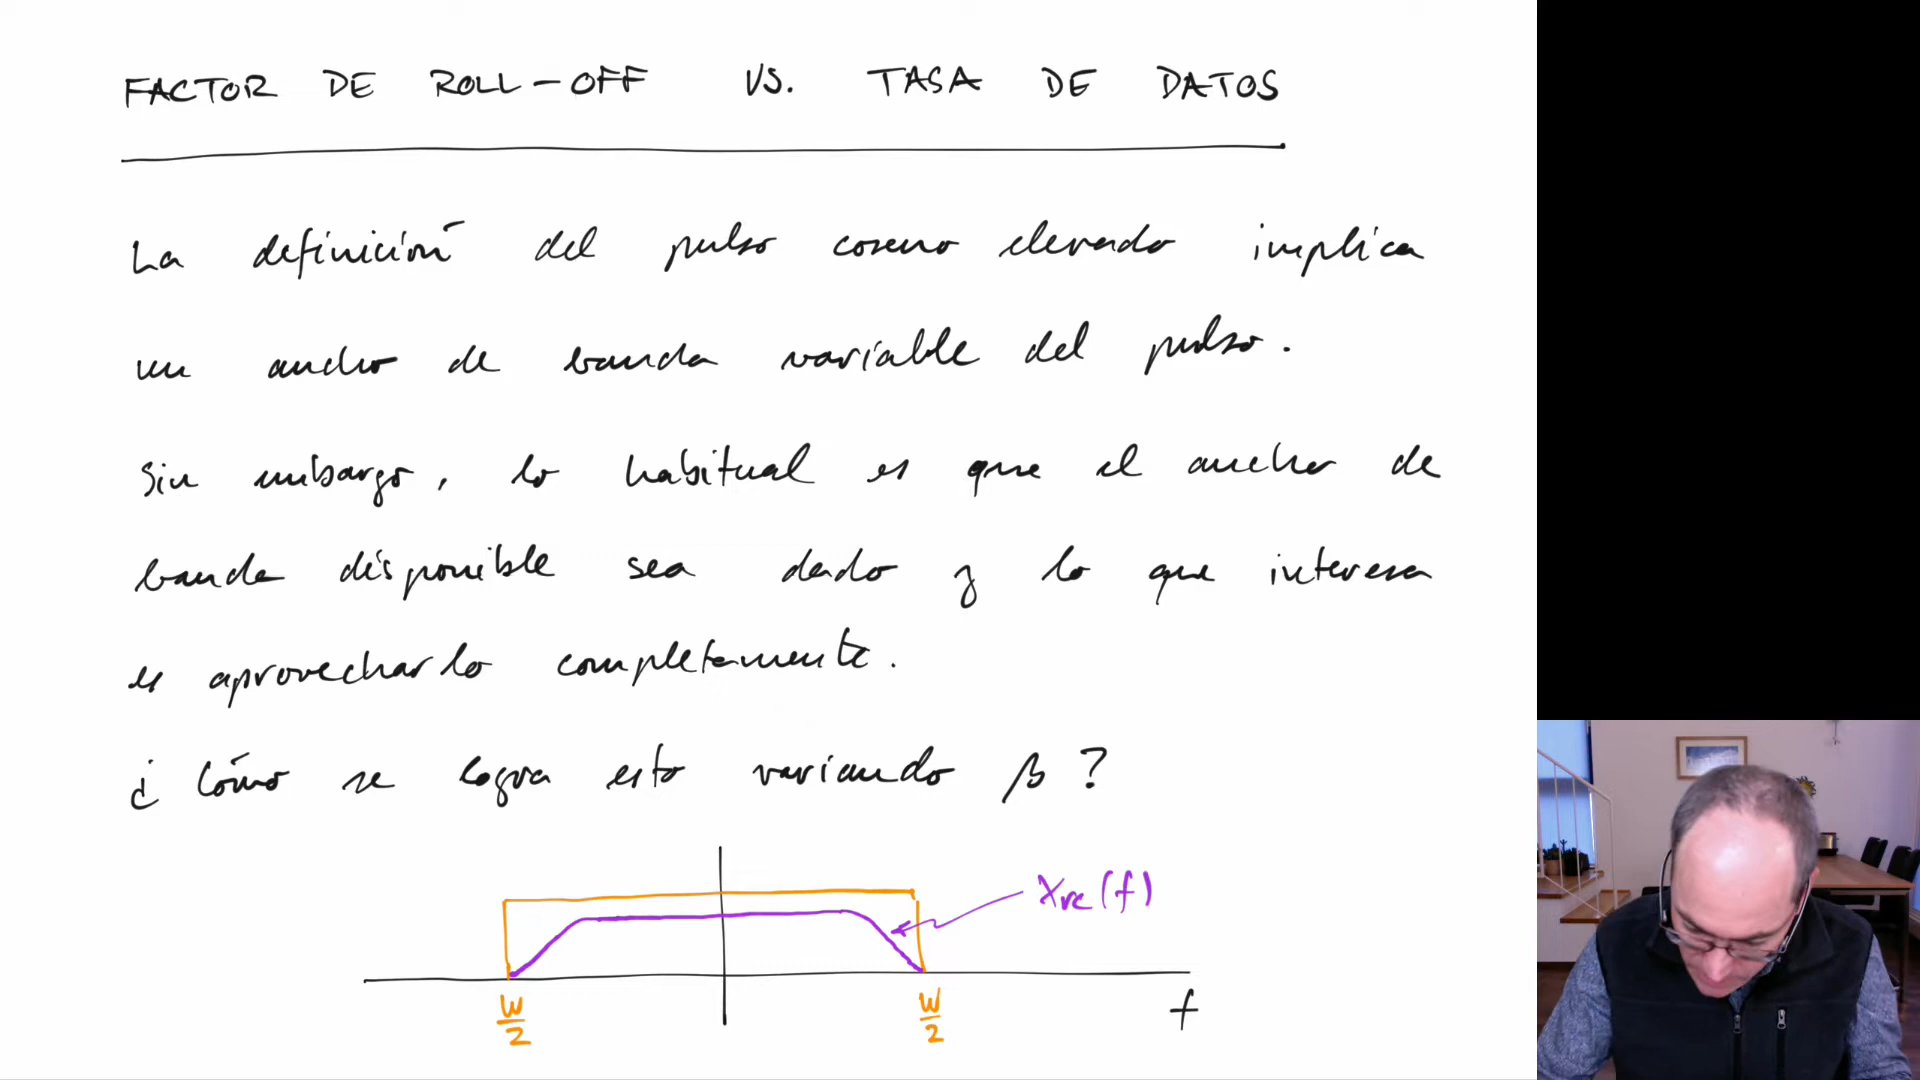 FACTOR DE ROLL-OFF VS. TASA DE DATOS
La definición del pulso coseno elevado implica
un ancho de banda variable del pulso.
Sin embargo, lo habitual es que el ancho de
banda disponible sea dado y lo que interesa
es aprovecharlo completamente.
¿Cómo se logra esto variando β?
Xrc(f)
W/2 W/2 f